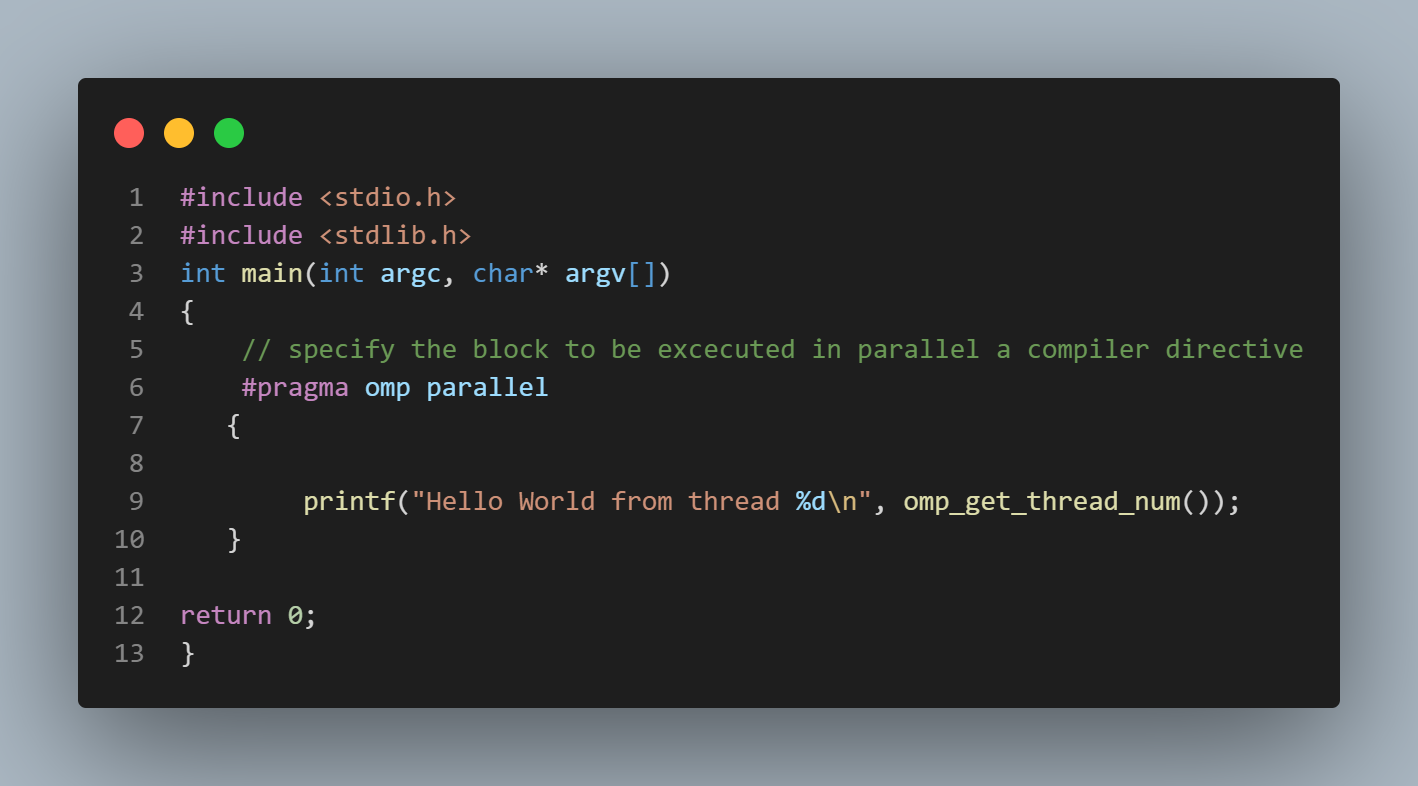 1 #include <stdio.h>
2 #include <stdlib.h>
3 int main(int argc, char* argv[])
4 {
5     // specify the block to be excecuted in parallel a compiler directive
6     #pragma omp parallel
7    {
8
9         printf("Hello World from thread %d\n", omp_get_thread_num());
10    }
11
12 return 0;
13 }